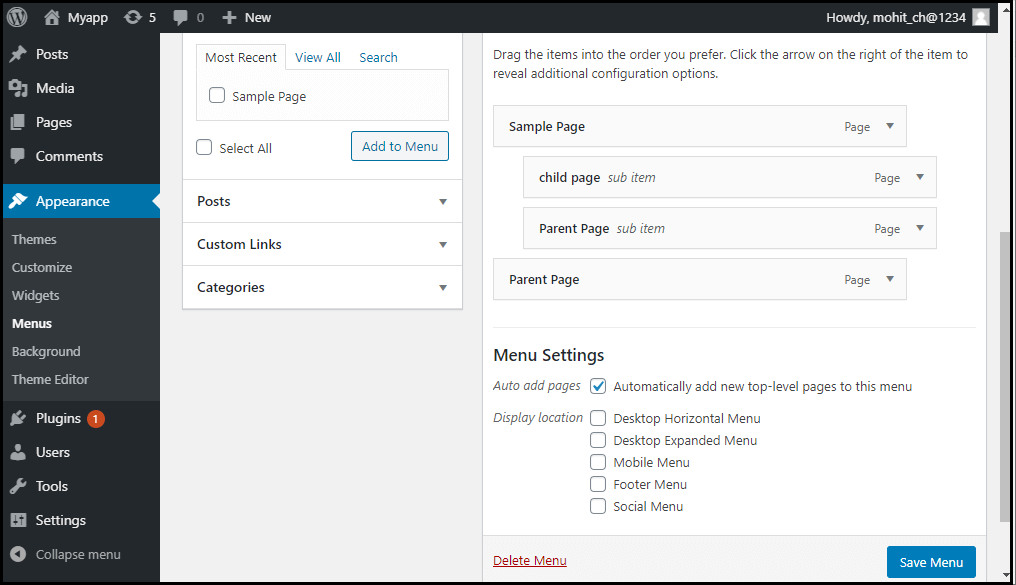 Myapp 5 0 New Howdy, mohit_ch@1234
Posts
Media
Pages
Comments
Appearance
Themes
Customize
Widgets
Menus
Background
Theme Editor
Plugins 1
Users
Tools
Settings
Collapse menu
Most Recent View All Search
Sample Page
Select All Add to Menu
Posts
Custom Links
Categories
Drag the items into the order you prefer. Click the arrow on the right of the item to
reveal additional configuration options.
Sample Page Page
child page sub item Page
Parent Page sub item Page
Parent Page Page
Menu Settings
Auto add pages Automatically add new top-level pages to this menu
Display location Desktop Horizontal Menu
Desktop Expanded Menu
Mobile Menu
Footer Menu
Social Menu
Delete Menu Save Menu